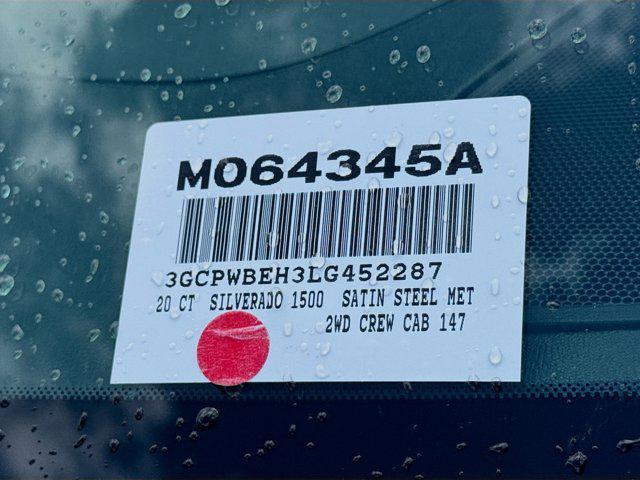 M064345A
3GCPWBEH3LG452287
20 CT SILVERADO 1500 SATIN STEEL MET
2WD CREW CAB 147